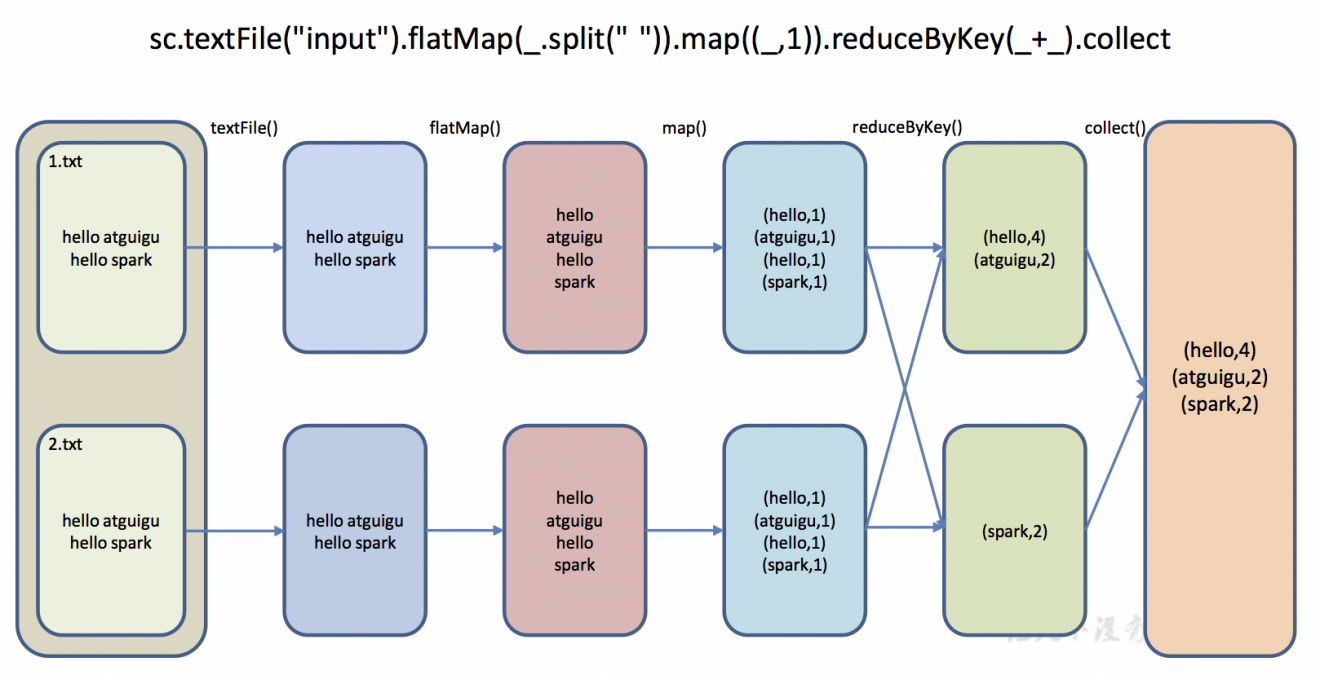 sc.textFile("input").flatMap(_.split(" ")).map((_,1)).reduceByKey(_+_).collect
textFile()
flatMap()
map()
reduceByKey()
collect()
1.txt
hello atguigu
hello spark
hello atguigu
hello spark
hello
atguigu
hello
spark
(hello,1)
(atguigu,1)
(hello,1)
(spark,1)
(hello,4)
(atguigu,2)
(hello,4)
(atguigu,2)
(spark,2)
2.txt
hello atguigu
hello spark
hello atguigu
hello spark
hello
atguigu
hello
spark
(hello,1)
(atguigu,1)
(hello,1)
(spark,1)
(spark,2)